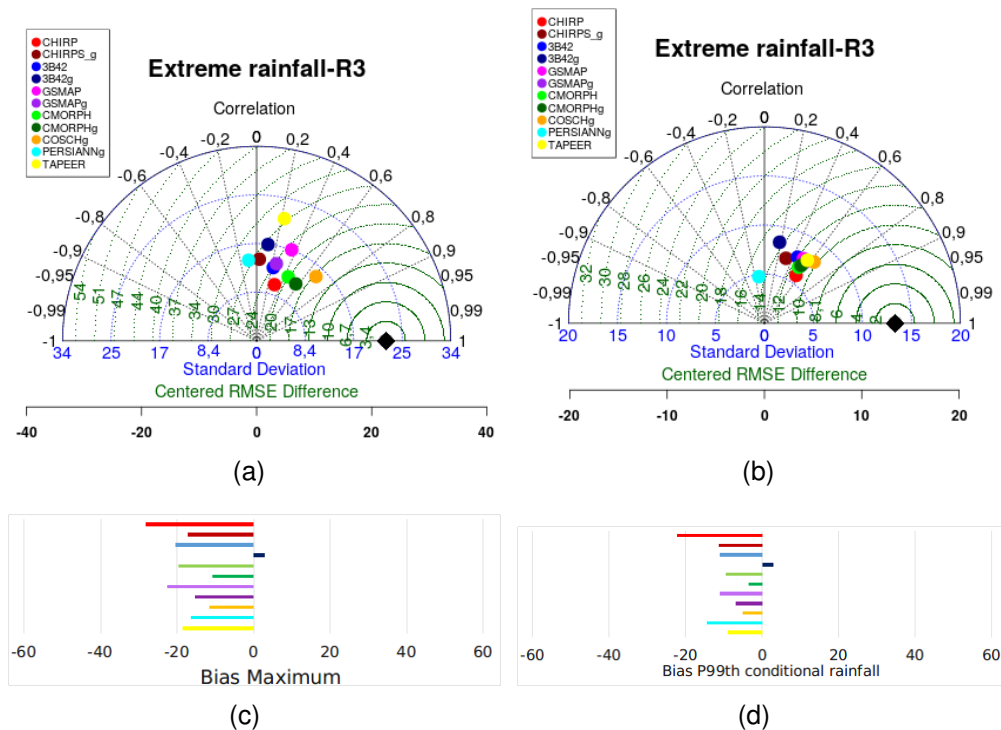 CHIRP
CHIRPS_g
3B42
3B42g
GSMAP
GSMAPg
CMORPH
CMORPHg
COSCHg
PERSIANNg
TAPEER
Extreme rainfall-R3
Correlation
-0,99 -0,95 -0,9 -0,8 -0,6 -0,4 -0,2 0 0,2 0,4 0,6 0,8 0,9 0,95 0,99
54 51 47 44 40 37 34 30 27 24 20 17 13 10 6,7 3,4
-1 1
34 25 17 8,4 0 8,4 17 25 34
Standard Deviation
Centered RMSE Difference
-40 -20 0 20 40
(a)
CHIRP
CHIRPS_g
3B42
3B42g
GSMAP
GSMAPg
CMORPH
CMORPHg
COSCHg
PERSIANNg
TAPEER
Extreme rainfall-R3
Correlation
-0,99 -0,95 -0,9 -0,8 -0,6 -0,4 -0,2 0 0,2 0,4 0,6 0,8 0,9 0,95 0,99
32 30 28 26 24 22 20 18 16 14 12 10 8,1 6 4 2
-1 1
20 20 15 10 5 0 5 10 15 20
Standard Deviation
Centered RMSE Difference
-20 -10 0 10 20
(b)
-60 -40 -20 0 20 40 60
Bias Maximum
(c)
-60 -40 -20 0 20 40 60
Bias P99th conditional rainfall
(d)